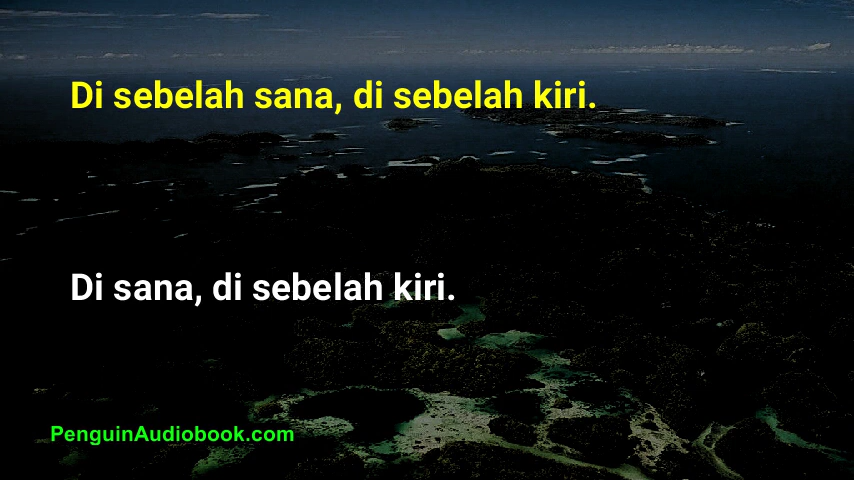 Di sebelah sana, di sebelah kiri.
Di sana, di sebelah kiri.
PenguinAudiobook.com